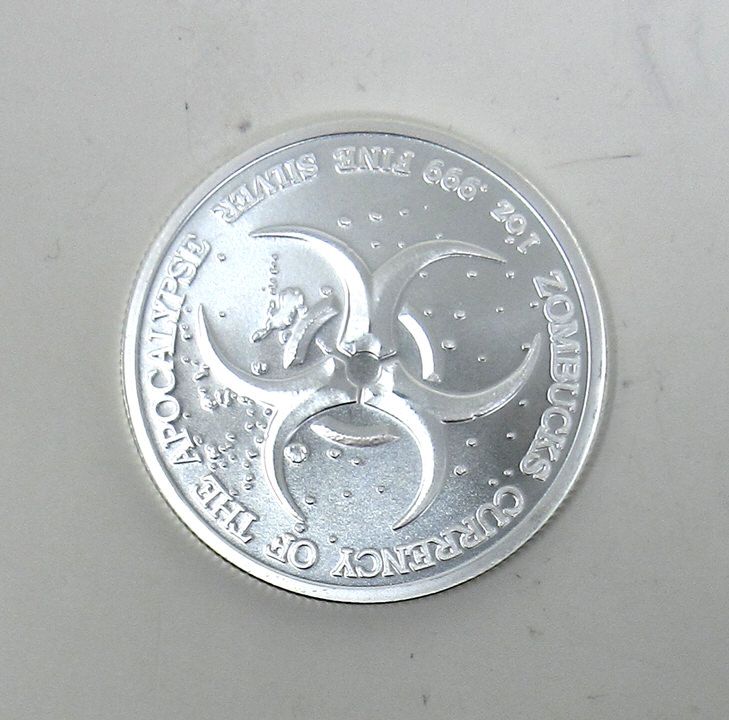 ZOMBUCKS CURRENCY OF THE APOCALYPSE
1oz .999 FINE SILVER